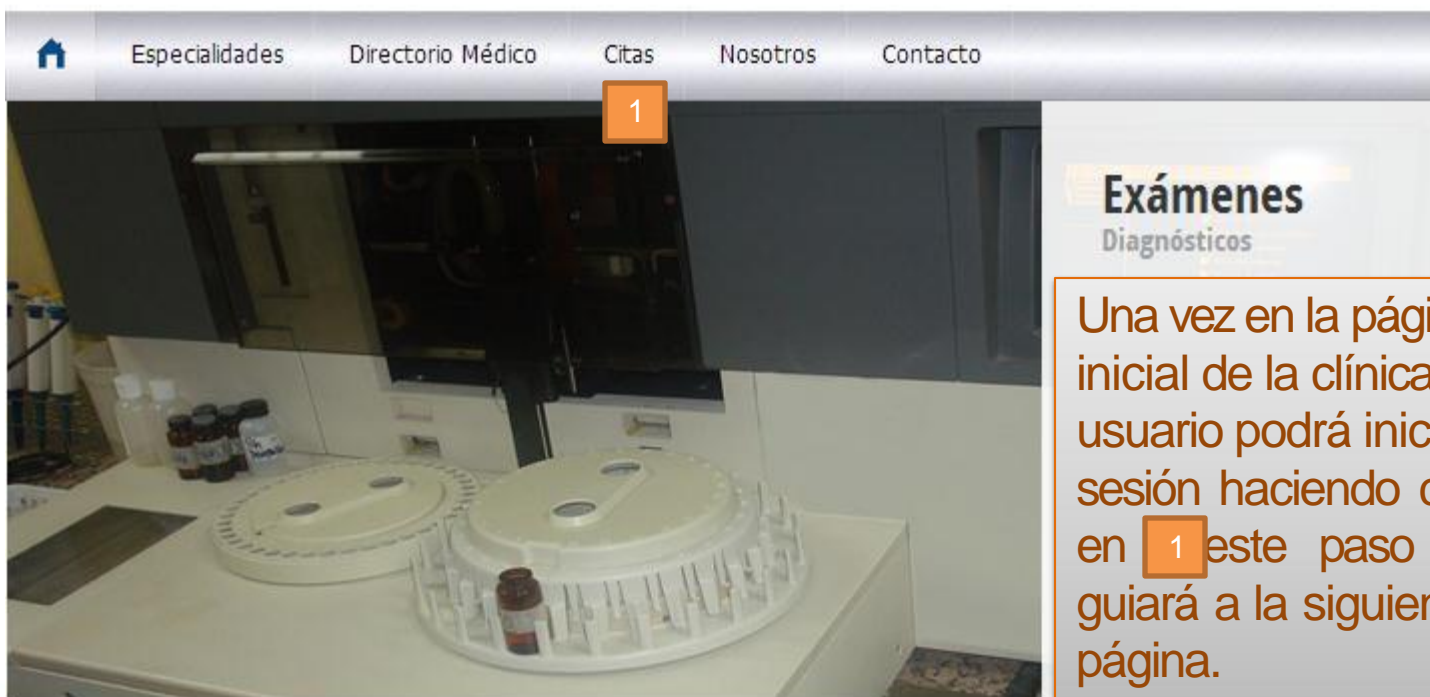 Especialidades Directorio Médico Citas Nosotros Contacto
1
Exámenes
Diagnósticos
Una vez en la pági
inicial de la clínica
usuario podrá inic
sesión haciendo c
en 1 este paso
guiará a la siguien
página.